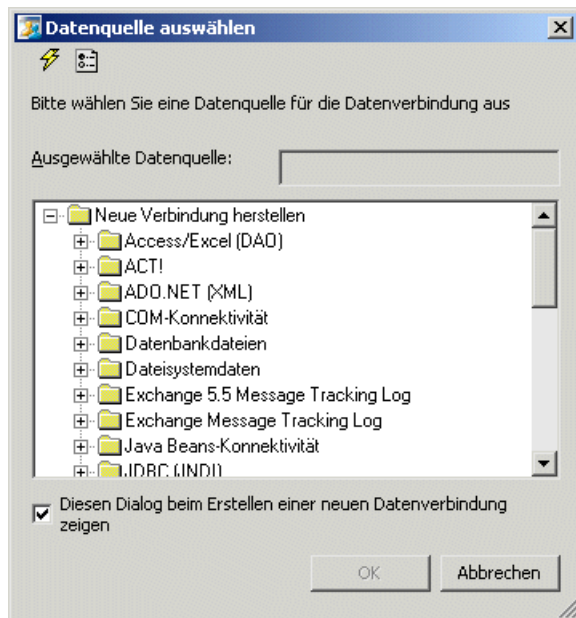 Datenquelle auswählen
Bitte wählen Sie eine Datenquelle für die Datenverbindung aus
Ausgewählte Datenquelle:
Neue Verbindung herstellen
Access/Excel (DAO)
ACT!
ADO.NET (XML)
COM-Konnektivität
Datenbankdateien
Dateisystemdaten
Exchange 5.5 Message Tracking Log
Exchange Message Tracking Log
Java Beans-Konnektivität
JDBC (JNDI)
Diesen Dialog beim Erstellen einer neuen Datenverbindung
zeigen
OK
Abbrechen